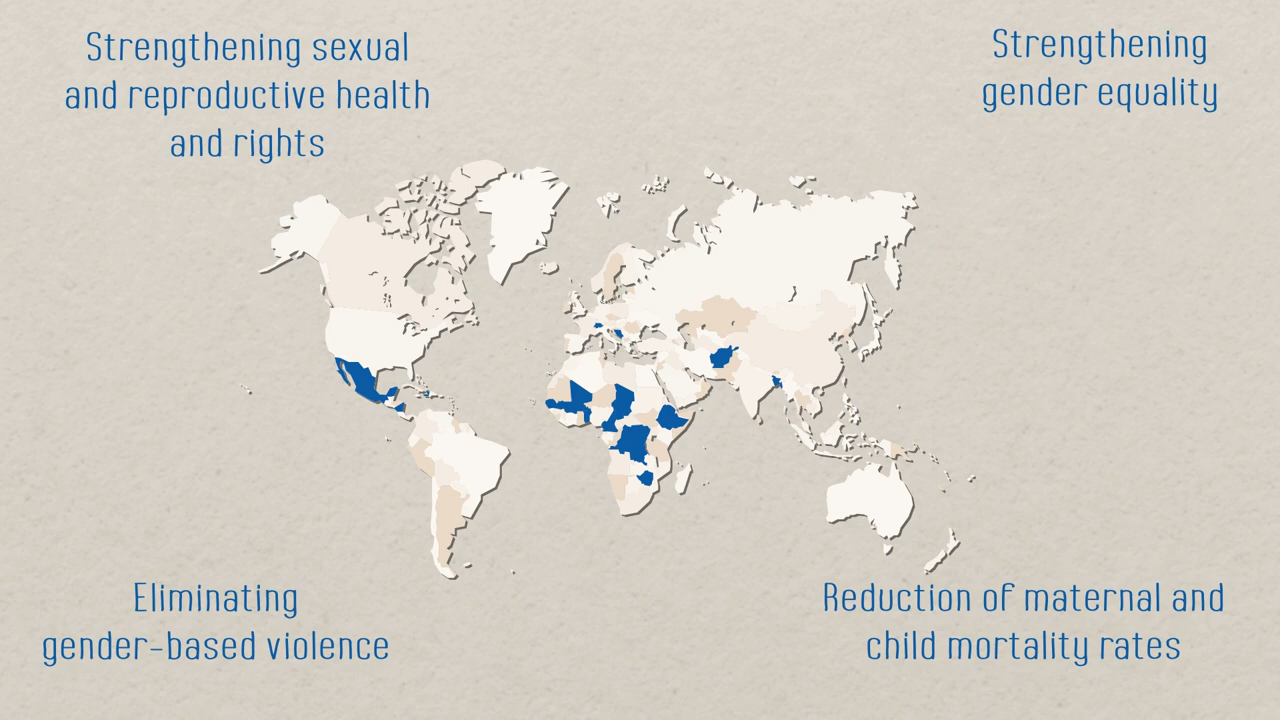 Strengthening sexual
and reproductive health
and rights
Strengthening
gender equality
Eliminating
gender-based violence
Reduction of maternal and
child mortality rates